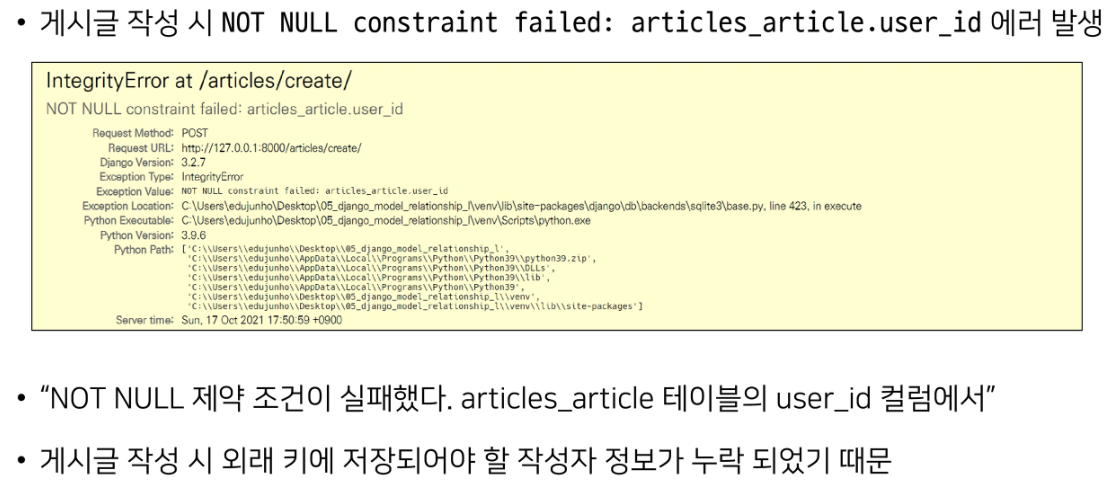 • 게시글 작성 시 NOT NULL constraint failed: articles_article.user_id 에러 발생
IntegrityError at /articles/create/
NOT NULL constraint failed: articles_article.user_id
Request Method: POST
Request URL: http://127.0.0.1:8000/articles/create/
Django Version: 3.2.7
Exception Type: IntegrityError
Exception Value: NOT NULL constraint failed: articles_article.user_id
Exception Location: C:\Users\edujunho\Desktop\05_django_model_relationship_I\venv\lib\site-packages\django\db\backends\sqlite3\base.py, line 423, in execute
Python Executable: C:\Users\edujunho\Desktop\05_django_model_relationship_I\venv\Scripts\python.exe
Python Version: 3.9.6
Python Path: ['C:\\Users\\edujunho\\Desktop\\05_django_model_relationship_l',
'C:\\Users\\edujunho\\AppData\\Local\\Programs\\Python\\Python39\\python39.zip',
'C:\\Users\\edujunho\\AppData\\Local\\Programs\\Python\\Python39\\DLLs',
'C:\\Users\\edujunho\\AppData\\Local\\Programs\\Python\\Python39\\lib',
'C:\\Users\\edujunho\\AppData\\Local\\Programs\\Python\\Python39',
'C:\\Users\\edujunho\\Desktop\\05_django_model_relationship_l\\venv',
'C:\\Users\\edujunho\\Desktop\\05_django_model_relationship_l\\venv\\lib\\site-packages']
Server time: Sun, 17 Oct 2021 17:50:59 +0900
• “NOT NULL 제약 조건이 실패했다. articles_article 테이블의 user_id 컬럼에서”
• 게시글 작성 시 외래 키에 저장되어야 할 작성자 정보가 누락 되었기 때문